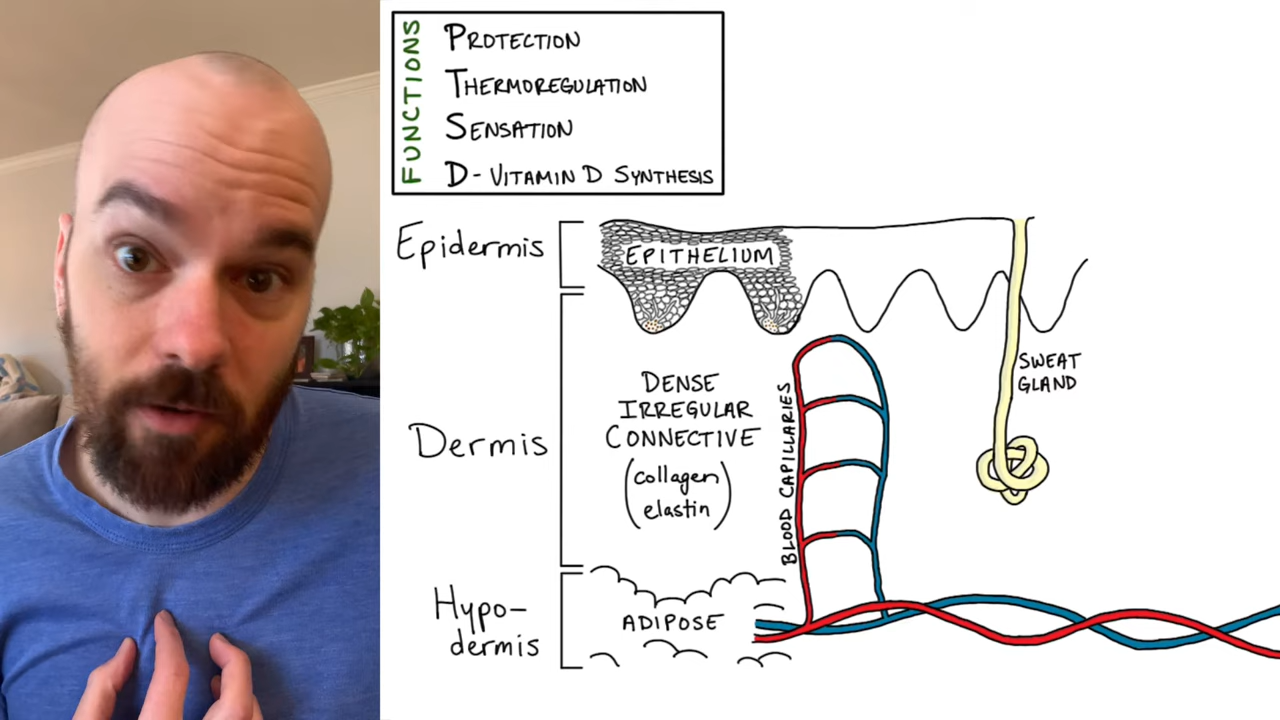 FUNCTIONS
PROTECTION
THERMOREGULATION
SENSATION
D - VITAMIN D SYNTHESIS
Epidermis
EPITHELIUM
SWEAT
GLAND
Dermis
DENSE
IRREGULAR
CONNECTIVE
(collagen
elastin)
BLOOD CAPILLARIES
Hypo-
dermis
ADIPOSE